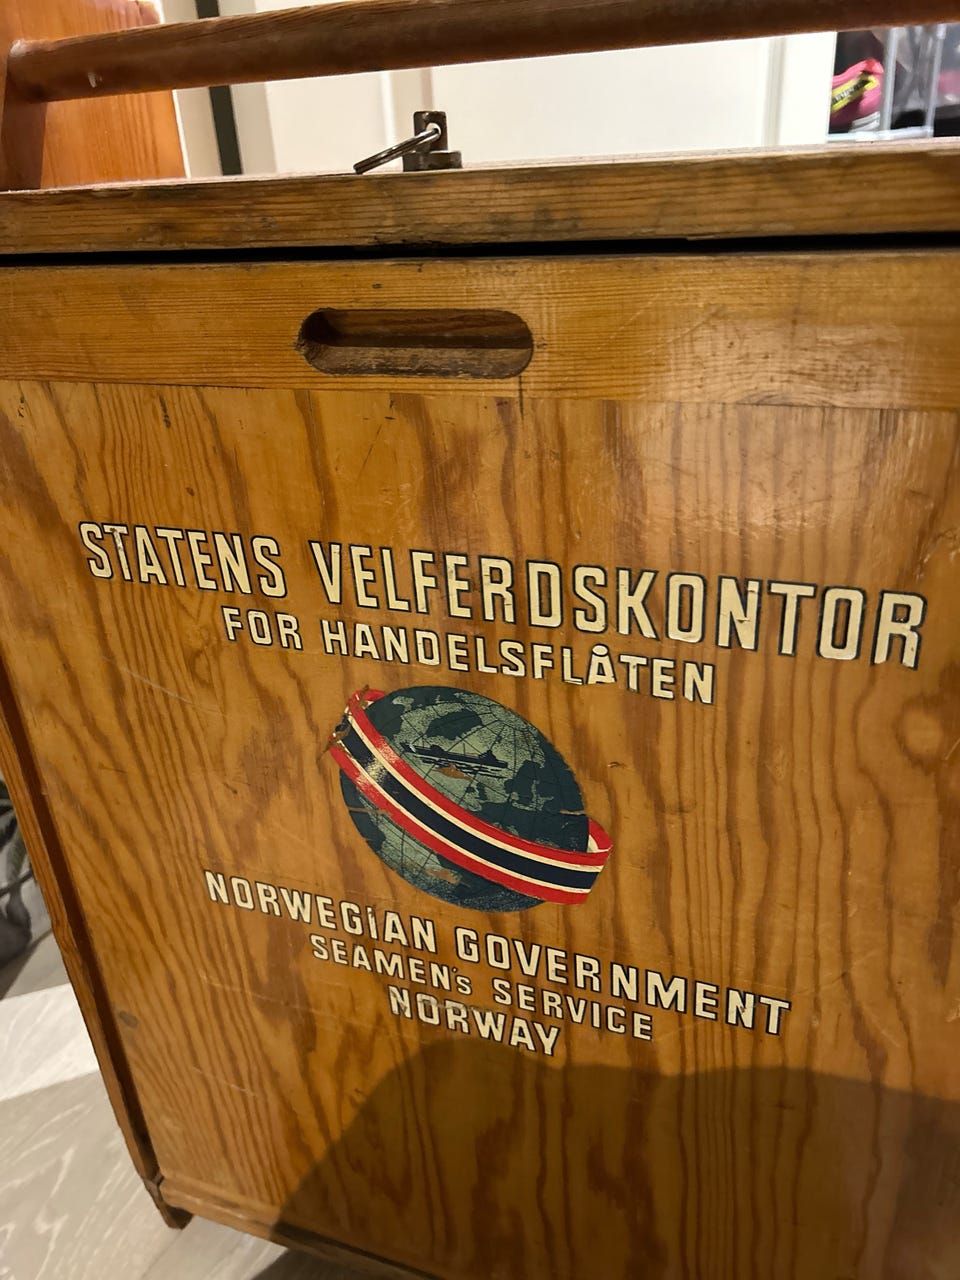 STATENS VELFERDSKONTOR
FOR HANDELSFLÅTEN
NORWEGIAN GOVERNMENT
SEAMEN's SERVICE
NORWAY